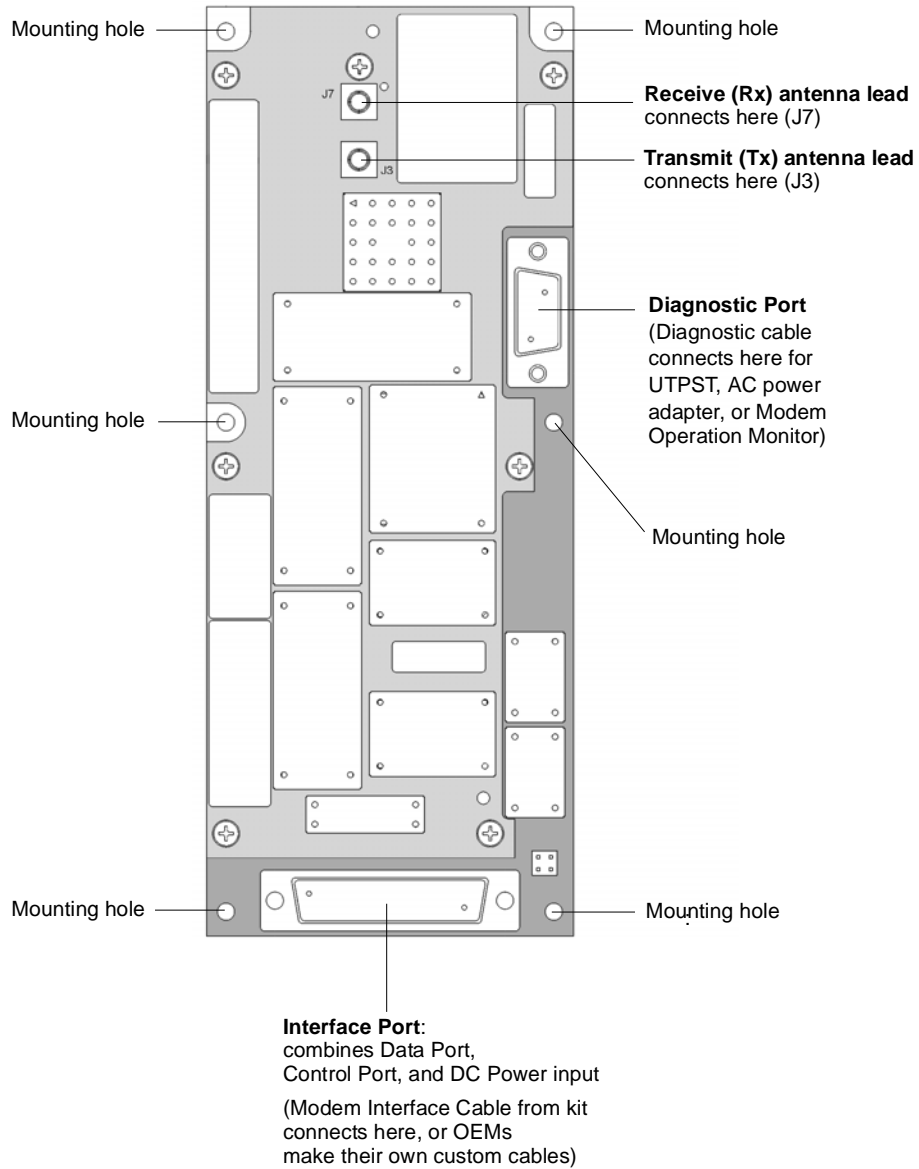 Mounting hole
Mounting hole
J7
Receive (Rx) antenna lead
connects here (J7)
J3
Transmit (Tx) antenna lead
connects here (J3)
Diagnostic Port
(Diagnostic cable
connects here for
UTPST, AC power
adapter, or Modem
Operation Monitor)
Mounting hole
Mounting hole
Mounting hole
Mounting hole
Interface Port:
combines Data Port,
Control Port, and DC Power input
(Modem Interface Cable from kit
connects here, or OEMs
make their own custom cables)